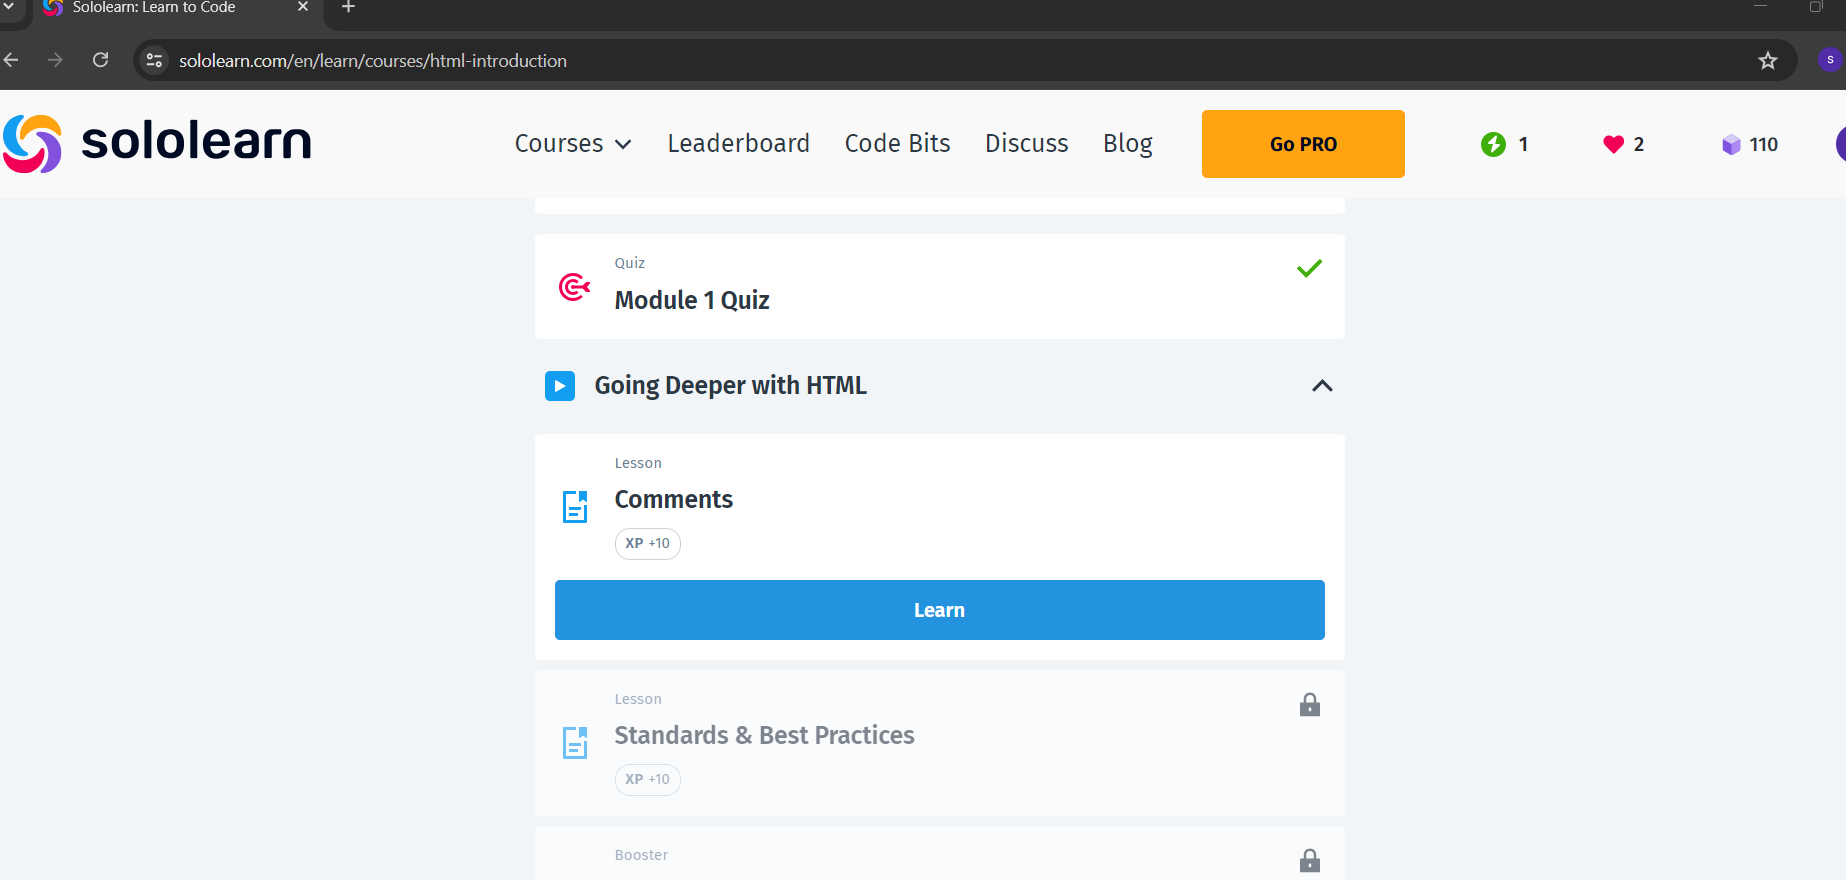 Sololearn: Learn to Code
sololearn.com/en/learn/courses/html-introduction
S
sololearn
Courses Leaderboard Code Bits Discuss Blog Go PRO 1 2 110
Quiz
Module 1 Quiz
Going Deeper with HTML
Lesson
Comments
XP +10
Learn
Lesson
Standards & Best Practices
XP +10
Booster